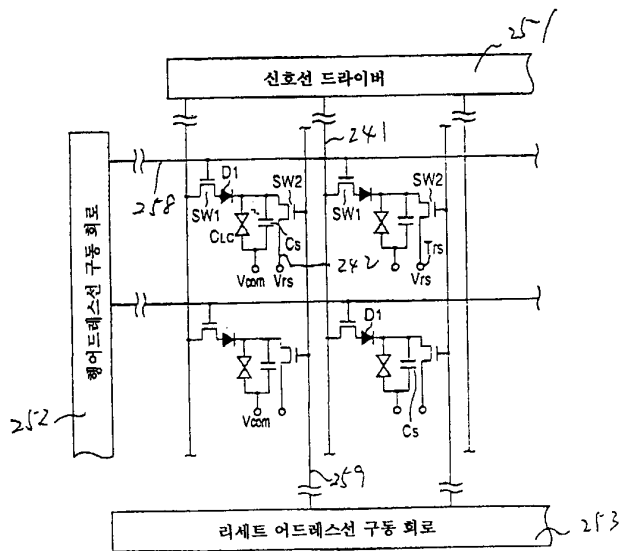 251
신호선 드라이버
241
258
D1
SW2
D1
SW2
SW1
SW1
CLC
Cs
242
Trs
Vcom
Vrs
Vrs
행어드레스선 구동 회로
D1
252
Vcom
Cs
259
리세트 어드레스선 구동 회로
253